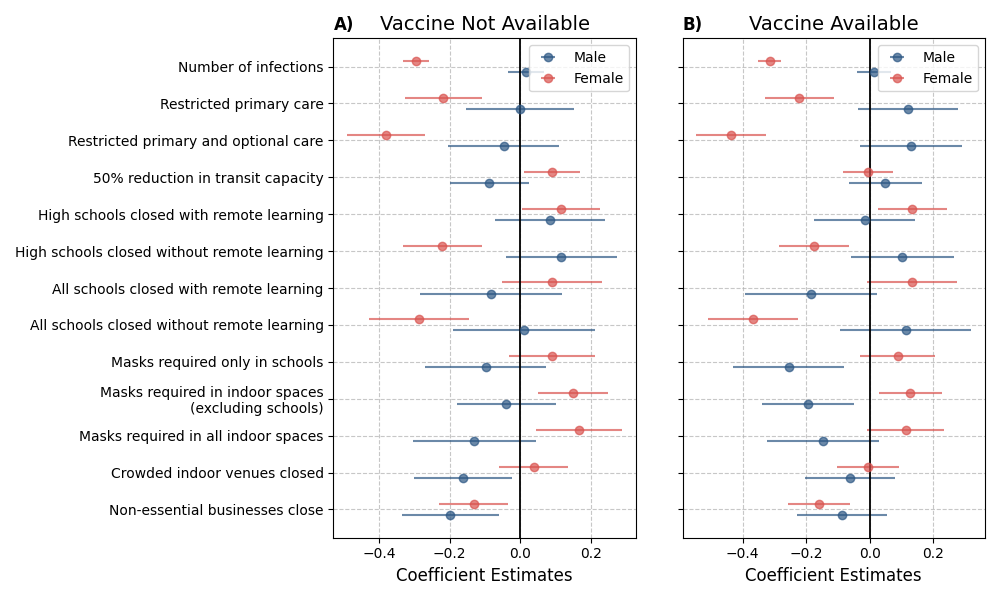 A) Vaccine Not Available
B) Vaccine Available
Male
Female
Male
Female
Number of infections
Restricted primary care
Restricted primary and optional care
50% reduction in transit capacity
High schools closed with remote learning
High schools closed without remote learning
All schools closed with remote learning
All schools closed without remote learning
Masks required only in schools
Masks required in indoor spaces
(excluding schools)
Masks required in all indoor spaces
Crowded indoor venues closed
Non-essential businesses close
−0.4 −0.2 0.0 0.2
−0.4 −0.2 0.0 0.2
Coefficient Estimates
Coefficient Estimates